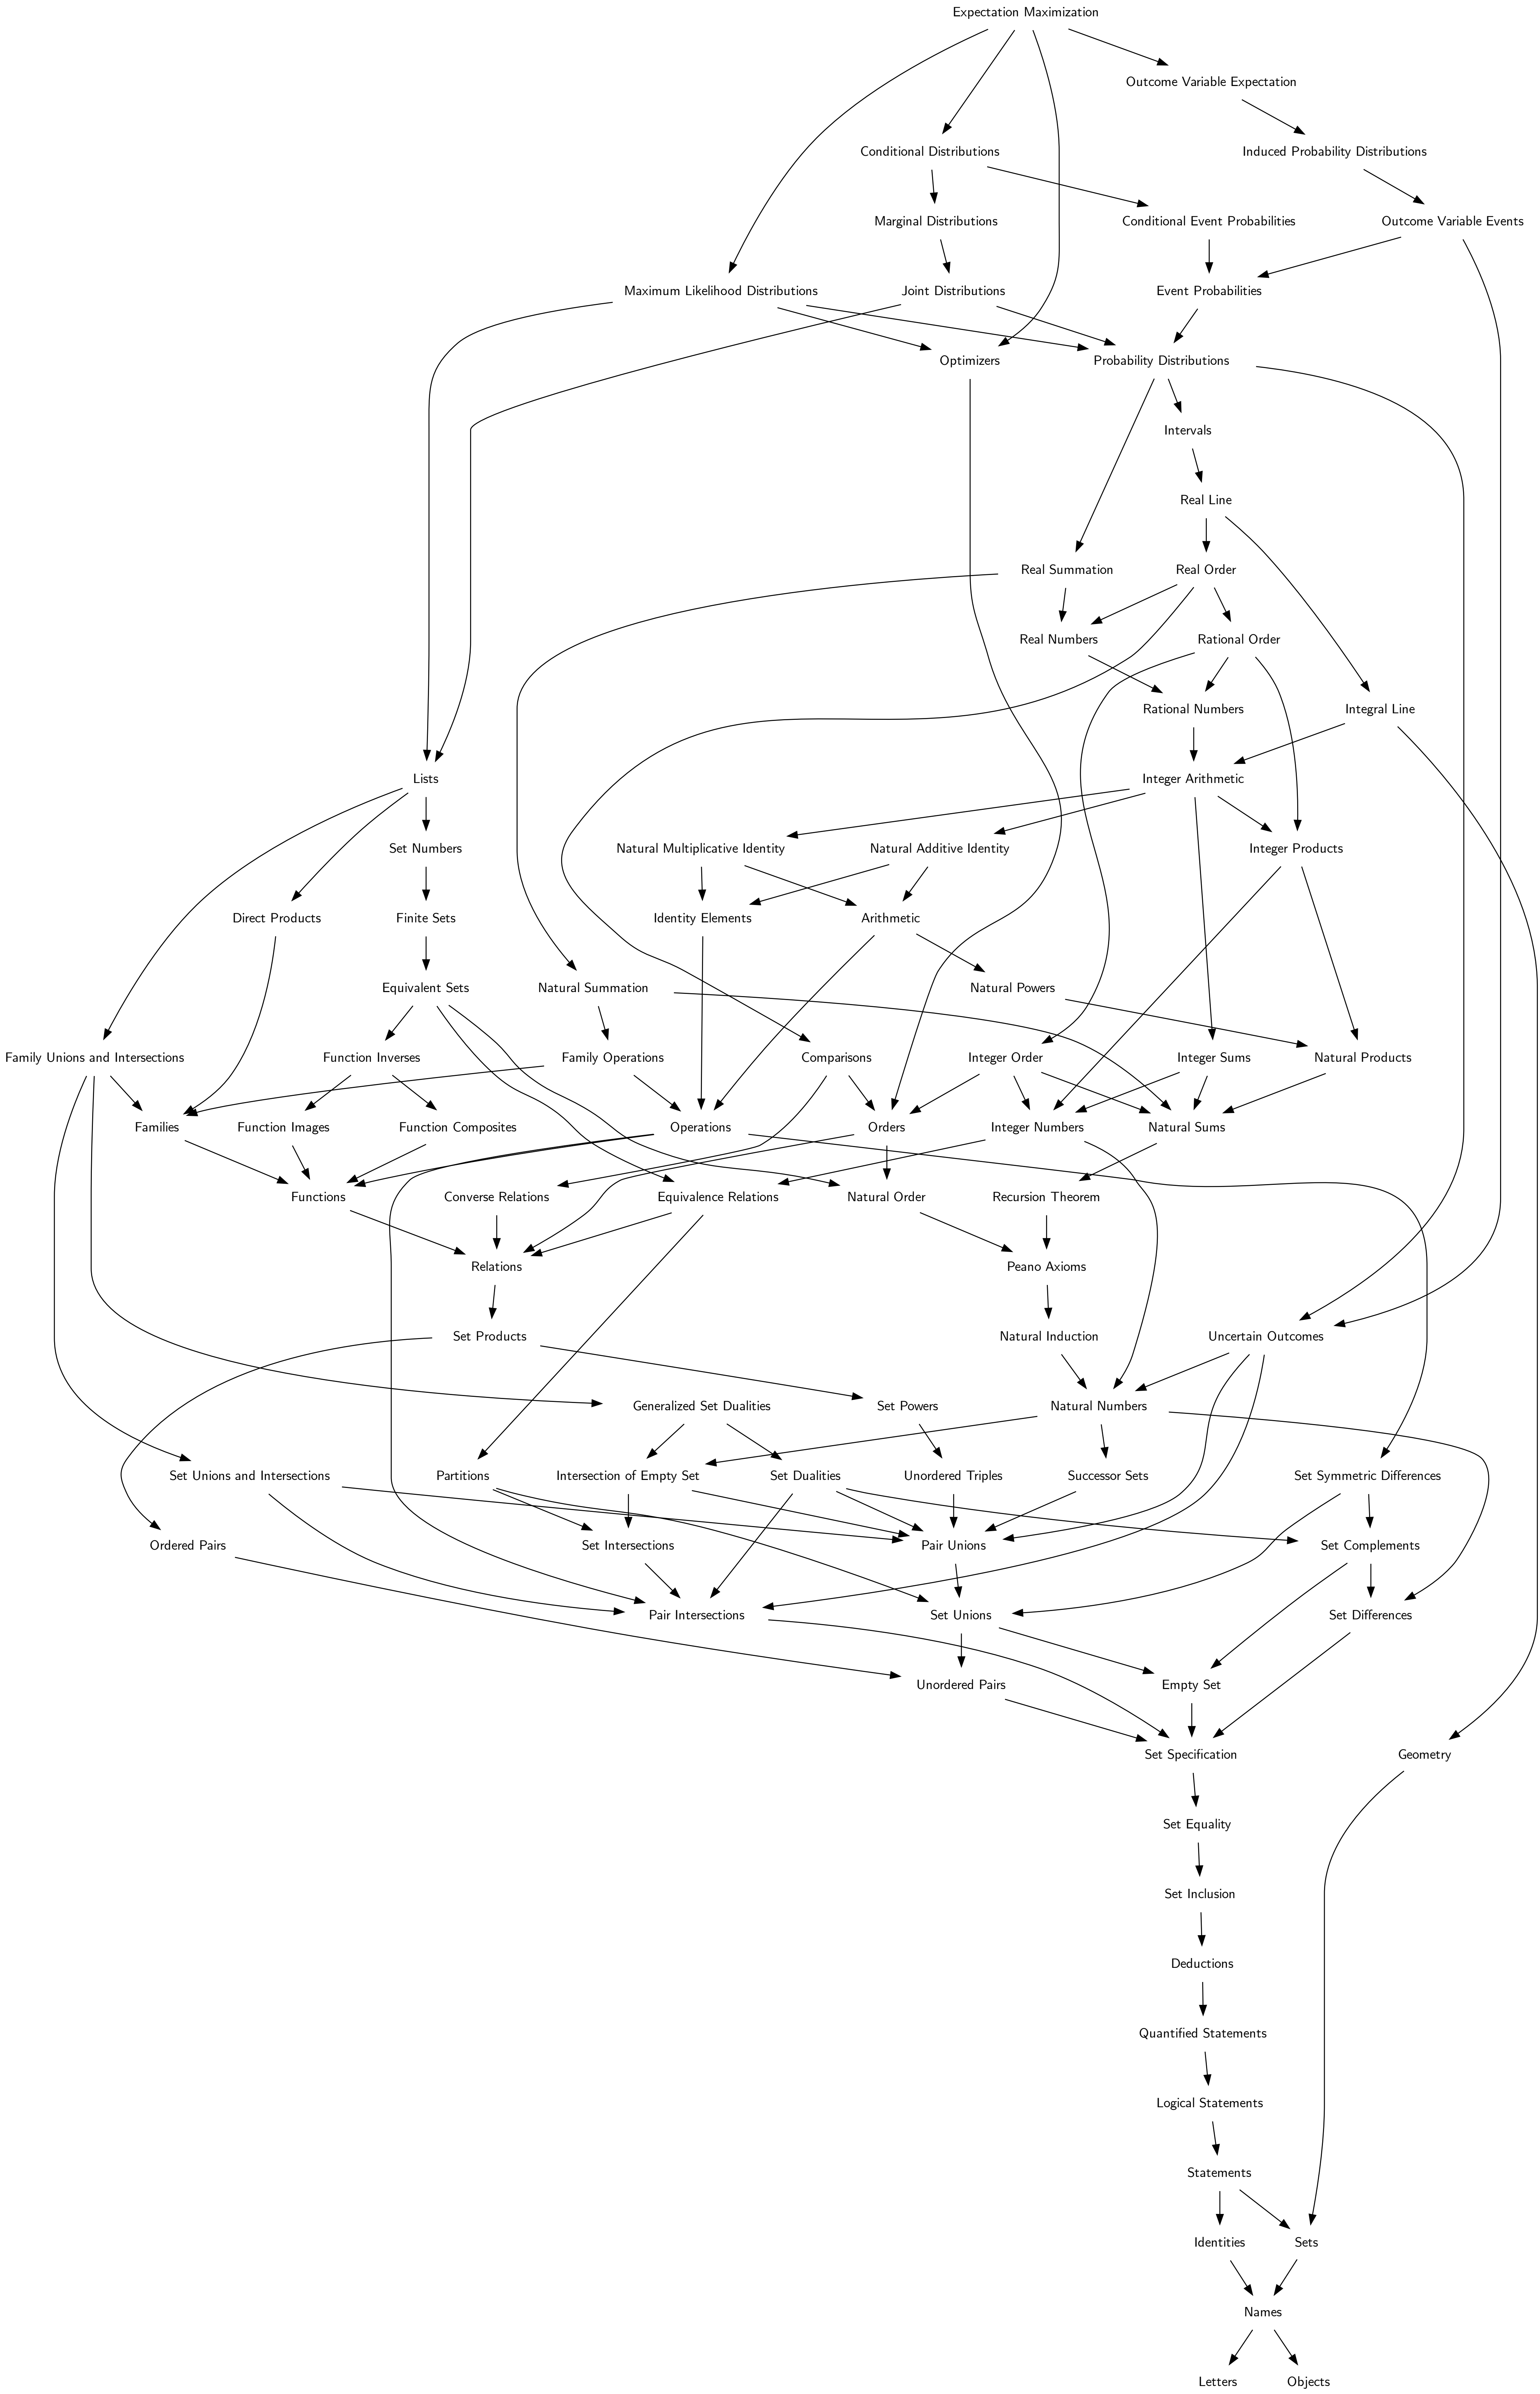 Expectation Maximization
Outcome Variable Expectation
Conditional Distributions
Induced Probability Distributions
Marginal Distributions
Conditional Event Probabilities
Outcome Variable Events
Maximum Likelihood Distributions
Joint Distributions
Event Probabilities
Optimizers
Probability Distributions
Intervals
Real Line
Real Summation
Real Order
Real Numbers
Rational Order
Rational Numbers
Integral Line
Lists
Integer Arithmetic
Set Numbers
Natural Multiplicative Identity
Natural Additive Identity
Integer Products
Direct Products
Finite Sets
Identity Elements
Arithmetic
Equivalent Sets
Natural Summation
Natural Powers
Family Unions and Intersections
Function Inverses
Family Operations
Comparisons
Integer Order
Integer Sums
Natural Products
Families
Function Images
Function Composites
Operations
Orders
Integer Numbers
Natural Sums
Functions
Converse Relations
Equivalence Relations
Natural Order
Recursion Theorem
Relations
Peano Axioms
Set Products
Natural Induction
Uncertain Outcomes
Generalized Set Dualities
Set Powers
Natural Numbers
Set Unions and Intersections
Partitions
Intersection of Empty Set
Set Dualities
Unordered Triples
Successor Sets
Set Symmetric Differences
Ordered Pairs
Set Intersections
Pair Unions
Set Complements
Pair Intersections
Set Unions
Set Differences
Unordered Pairs
Empty Set
Set Specification
Geometry
Set Equality
Set Inclusion
Deductions
Quantified Statements
Logical Statements
Statements
Identities
Sets
Names
Letters
Objects